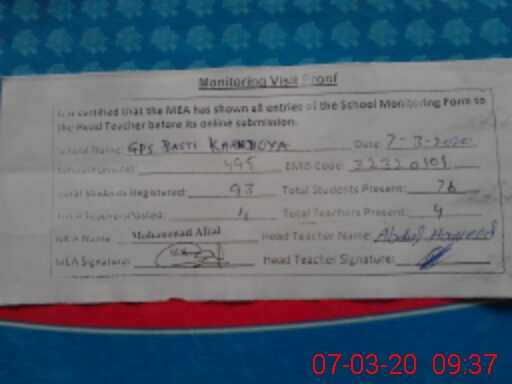 Monitoring Visit Proof
It is certified that the MEA has shown all entries of the School Monitoring Form to
the Head Teacher before its online submission.
School Name: GPS BASTI Date: 7-3-2020
School Form No: 495 EMIS Code: 32320101
Total Students Registered: 93 Total Students Present: 76
Total Teachers Posted: 4 Total Teachers Present: 4
MEA Name: Muhammad Afzal Head Teacher Name: Abdul Hameed
MEA Signature: Head Teacher Signature:
07-03-20 09:37